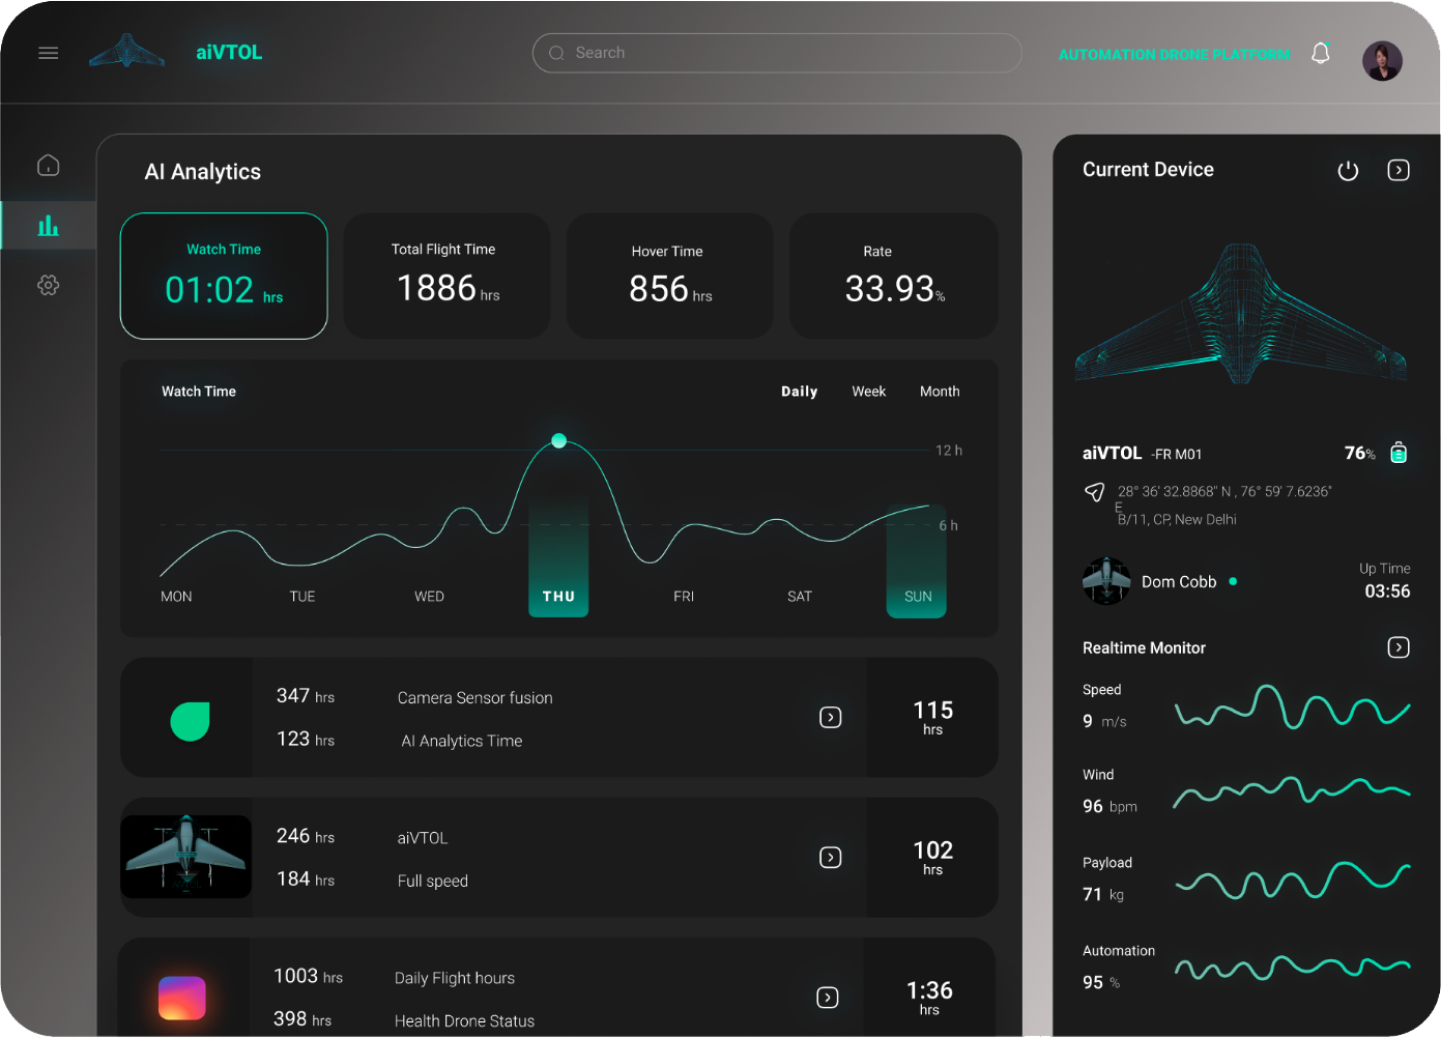 aiVTOL
Search
AUTOMATION DRONE PLATFORM
AI Analytics
Watch Time
01:02 hrs
Total Flight Time
1886 hrs
Hover Time
856 hrs
Rate
33.93%
Watch Time
Daily Week Month
12 h
6 h
MON TUE WED THU FRI SAT SUN
347 hrs Camera Sensor fusion
123 hrs AI Analytics Time
115
hrs
246 hrs aiVTOL
184 hrs Full speed
102
hrs
1003 hrs Daily Flight hours
398 hrs Health Drone Status
1:36
hrs
Current Device
aiVTOL -FR M01 76%
28° 36' 32.8868" N , 76° 59' 7.6236"
E
B/11, CP, New Delhi
Dom Cobb
Up Time
03:56
Realtime Monitor
Speed
9 m/s
Wind
96 bpm
Payload
71 kg
Automation
95 %